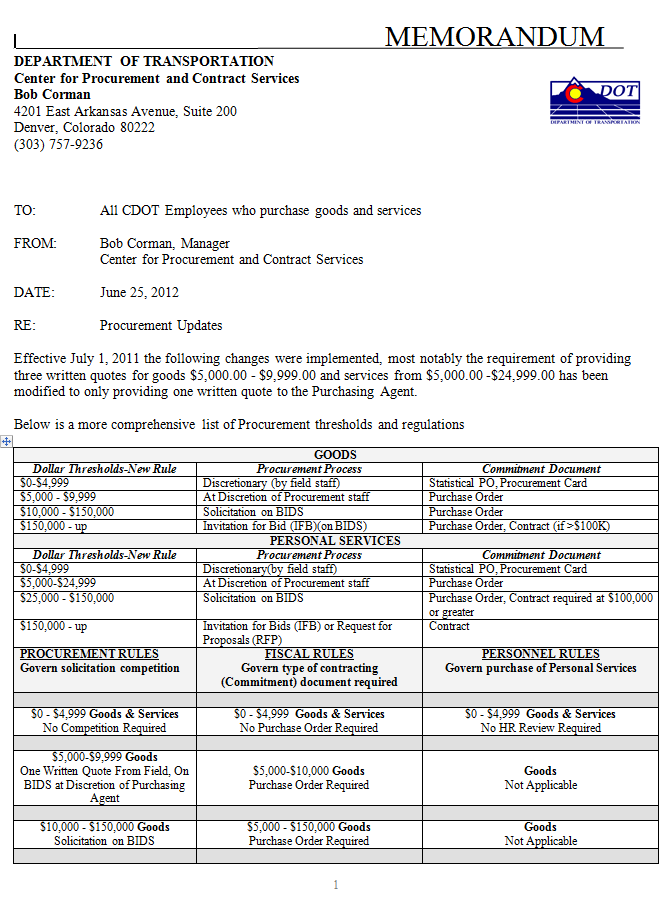 MEMORANDUM
DEPARTMENT OF TRANSPORTATION
Center for Procurement and Contract Services
Bob Corman
4201 East Arkansas Avenue, Suite 200
Denver, Colorado 80222
(303) 757-9236
DOT
DEPARTMENT OF TRANSPORTATION
TO: All CDOT Employees who purchase goods and services
FROM: Bob Corman, Manager
Center for Procurement and Contract Services
DATE: June 25, 2012
RE: Procurement Updates
Effective July 1, 2011 the following changes were implemented, most notably the requirement of providing
three written quotes for goods $5,000.00 - $9,999.00 and services from $5,000.00 -$24,999.00 has been
modified to only providing one written quote to the Purchasing Agent.
Below is a more comprehensive list of Procurement thresholds and regulations
GOODS
Dollar Thresholds-New Rule Procurement Process Commitment Document
$0-$4,999 Discretionary (by field staff) Statistical PO, Procurement Card
$5,000 - $9,999 At Discretion of Procurement staff Purchase Order
$10,000 - $150,000 Solicitation on BIDS Purchase Order
$150,000 - up Invitation for Bid (IFB)(on BIDS) Purchase Order, Contract (if >$100K)
PERSONAL SERVICES
Dollar Thresholds-New Rule Procurement Process Commitment Document
$0-$4,999 Discretionary(by field staff) Statistical PO, Procurement Card
$5,000-$24,999 At Discretion of Procurement staff Purchase Order
$25,000 - $150,000 Solicitation on BIDS Purchase Order, Contract required at $100,000
or greater
$150,000 - up Invitation for Bids (IFB) or Request for Contract
Proposals (RFP)
PROCUREMENT RULES FISCAL RULES PERSONNEL RULES
Govern solicitation competition Govern type of contracting Govern purchase of Personal Services
(Commitment) document required
$0 - $4,999 Goods & Services $0 - $4,999 Goods & Services $0 - $4,999 Goods & Services
No Competition Required No Purchase Order Required No HR Review Required
$5,000-$9,999 Goods
One Written Quote From Field, On $5,000-$10,000 Goods Goods
BIDS at Discretion of Purchasing Purchase Order Required Not Applicable
Agent
$10,000 - $150,000 Goods $5,000 - $150,000 Goods Goods
Solicitation on BIDS Purchase Order Required Not Applicable
1